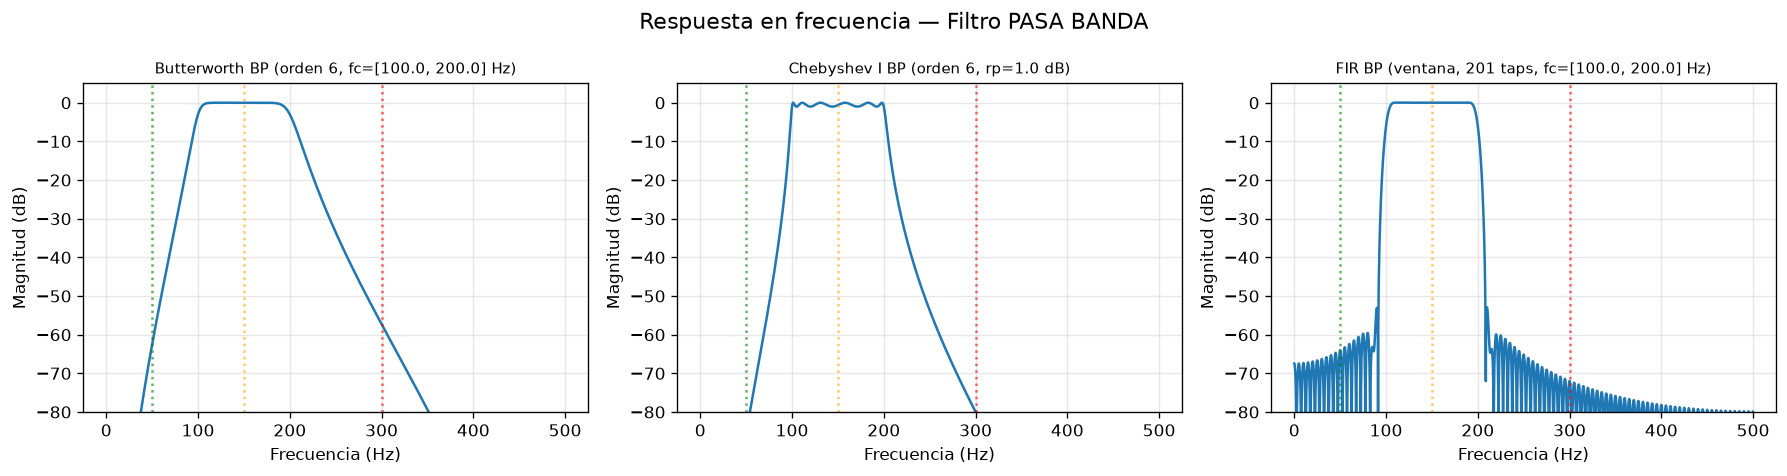 Respuesta en frecuencia — Filtro PASA BANDA
Butterworth BP (orden 6, fc=[100.0, 200.0] Hz)
Magnitud (dB)
0
−10
−20
−30
−40
−50
−60
−70
−80
0 100 200 300 400 500
Frecuencia (Hz)
Chebyshev I BP (orden 6, rp=1.0 dB)
Magnitud (dB)
0
−10
−20
−30
−40
−50
−60
−70
−80
0 100 200 300 400 500
Frecuencia (Hz)
FIR BP (ventana, 201 taps, fc=[100.0, 200.0] Hz)
Magnitud (dB)
0
−10
−20
−30
−40
−50
−60
−70
−80
0 100 200 300 400 500
Frecuencia (Hz)